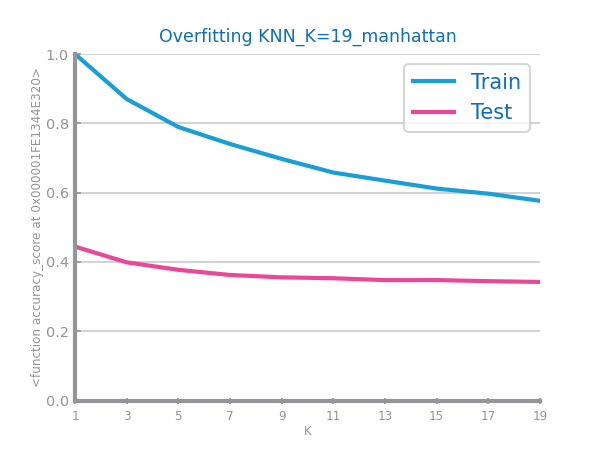 Overfitting KNN_K=19_manhattan
<function accuracy_score at 0x000001FE1344E320>
1.0
0.8
0.6
0.4
0.2
0.0
Train
Test
1 3 5 7 9 11 13 15 17 19
K